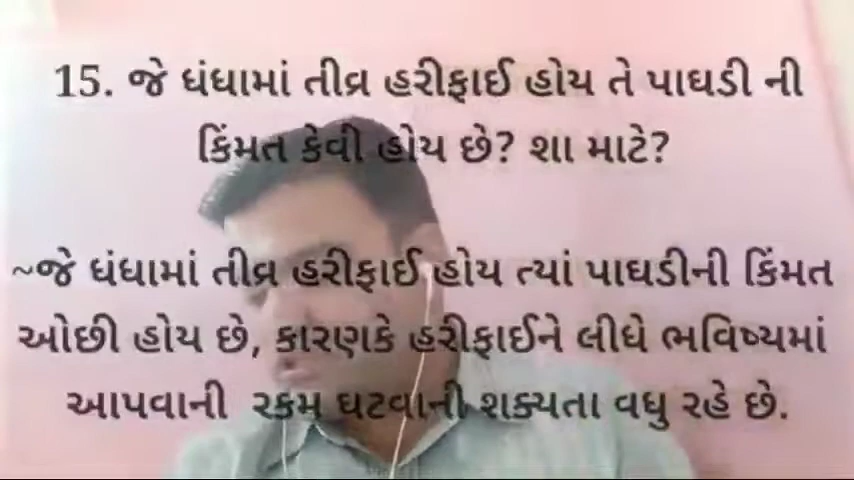 15. જે ધંધામાં તીવ્ર હરીફાઈ હોય તે પાઘડી ની
કિંમત કેવી હોય છે? શા માટે?
~જે ધંધામાં તીવ્ર હરીફાઈ હોય ત્યાં પાઘડીની કિંમત
ઓછી હોય છે, કારણકે હરીફાઈને લીધે ભવિષ્યમાં
આપવાની રકમ ઘટવાની શક્યતા વધુ રહે છે.